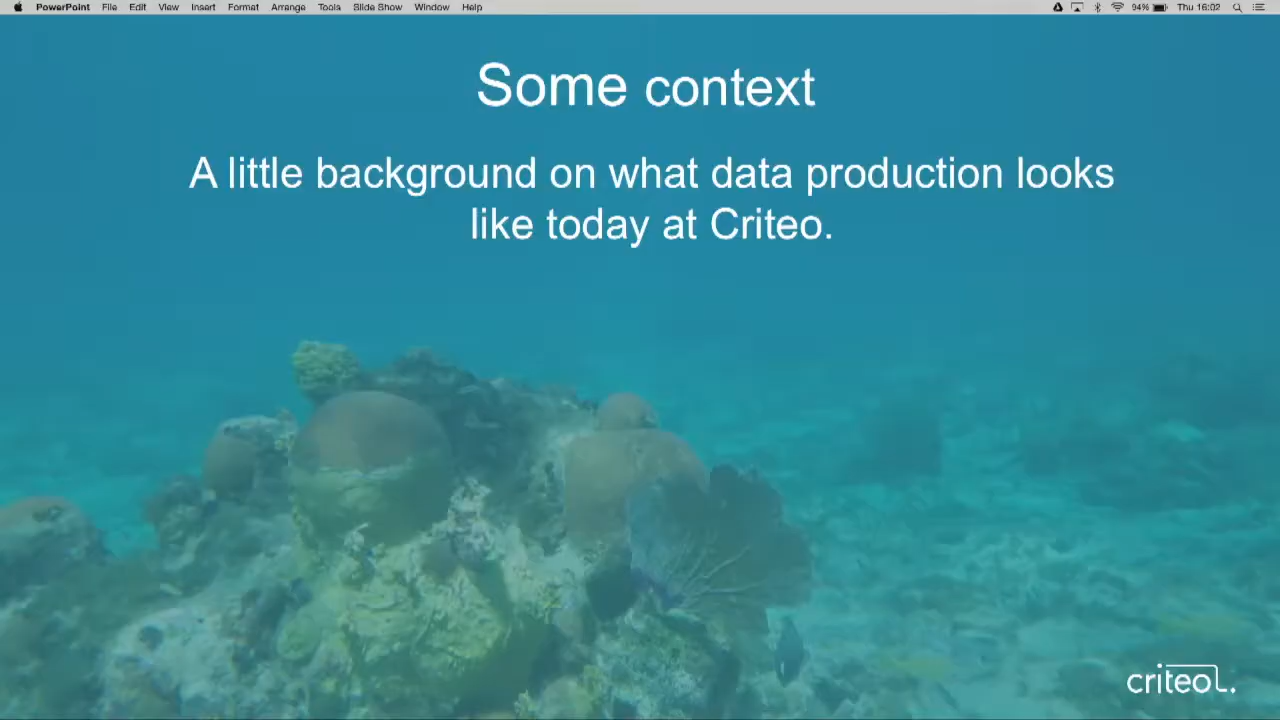 PowerPoint File Edit View Insert Format Arrange Tools Slide Show Window Help 94% Thu 16:02
Some context
A little background on what data production looks
like today at Criteo.
criteol.